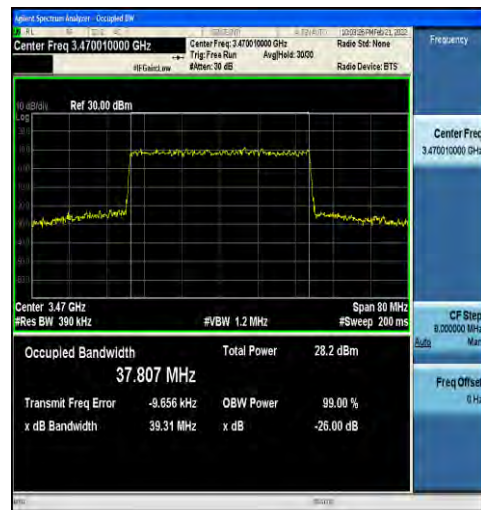 Agilent Spectrum Analyzer - Occupied BW
Center Freq 3.470010000 GHz
Center Freq: 3.470010000 GHz
Radio Std: None
Trig: Free Run
Avg|Hold: 30/30
#IFGain:Low
#Atten: 30 dB
Radio Device: BTS
Frequency
10 dB/div
Ref 30.00 dBm
Log
Center Freq
3.470010000 GHz
Center 3.47 GHz
Span 80 MHz
#Res BW 390 kHz
#VBW 1.2 MHz
#Sweep 200 ms
CF Step
8.000000 MHz
Auto
Man
Occupied Bandwidth
Total Power
28.2 dBm
37.807 MHz
Freq Offset
0 Hz
Transmit Freq Error
-9.656 kHz
OBW Power
99.00 %
x dB Bandwidth
39.31 MHz
x dB
-26.00 dB